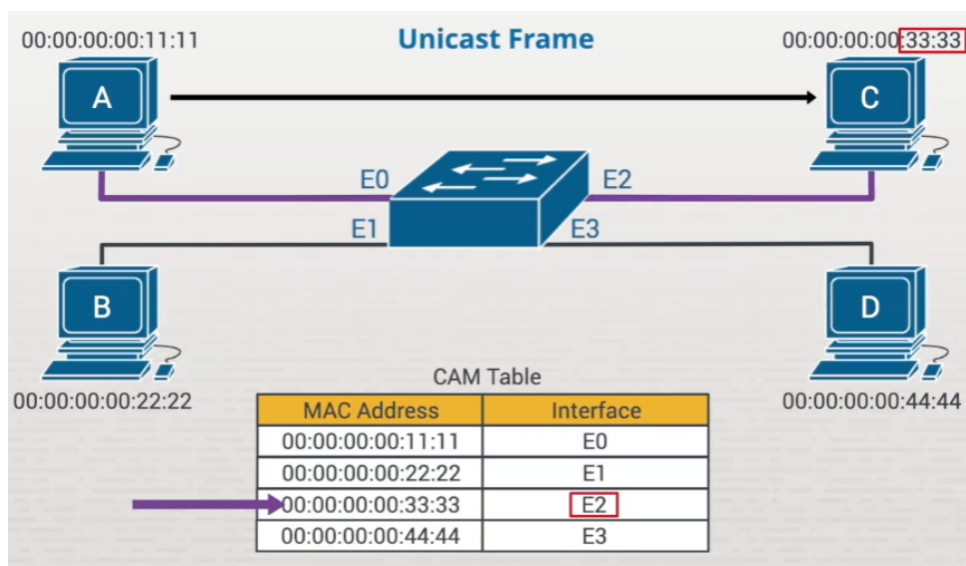 00:00:00:00:11:11
Unicast Frame
00:00:00:00:33:33
A
C
E0
E2
E1
E3
B
D
00:00:00:00:22:22
00:00:00:00:44:44
CAM Table
MAC Address Interface
00:00:00:00:11:11 E0
00:00:00:00:22:22 E1
00:00:00:00:33:33 E2
00:00:00:00:44:44 E3